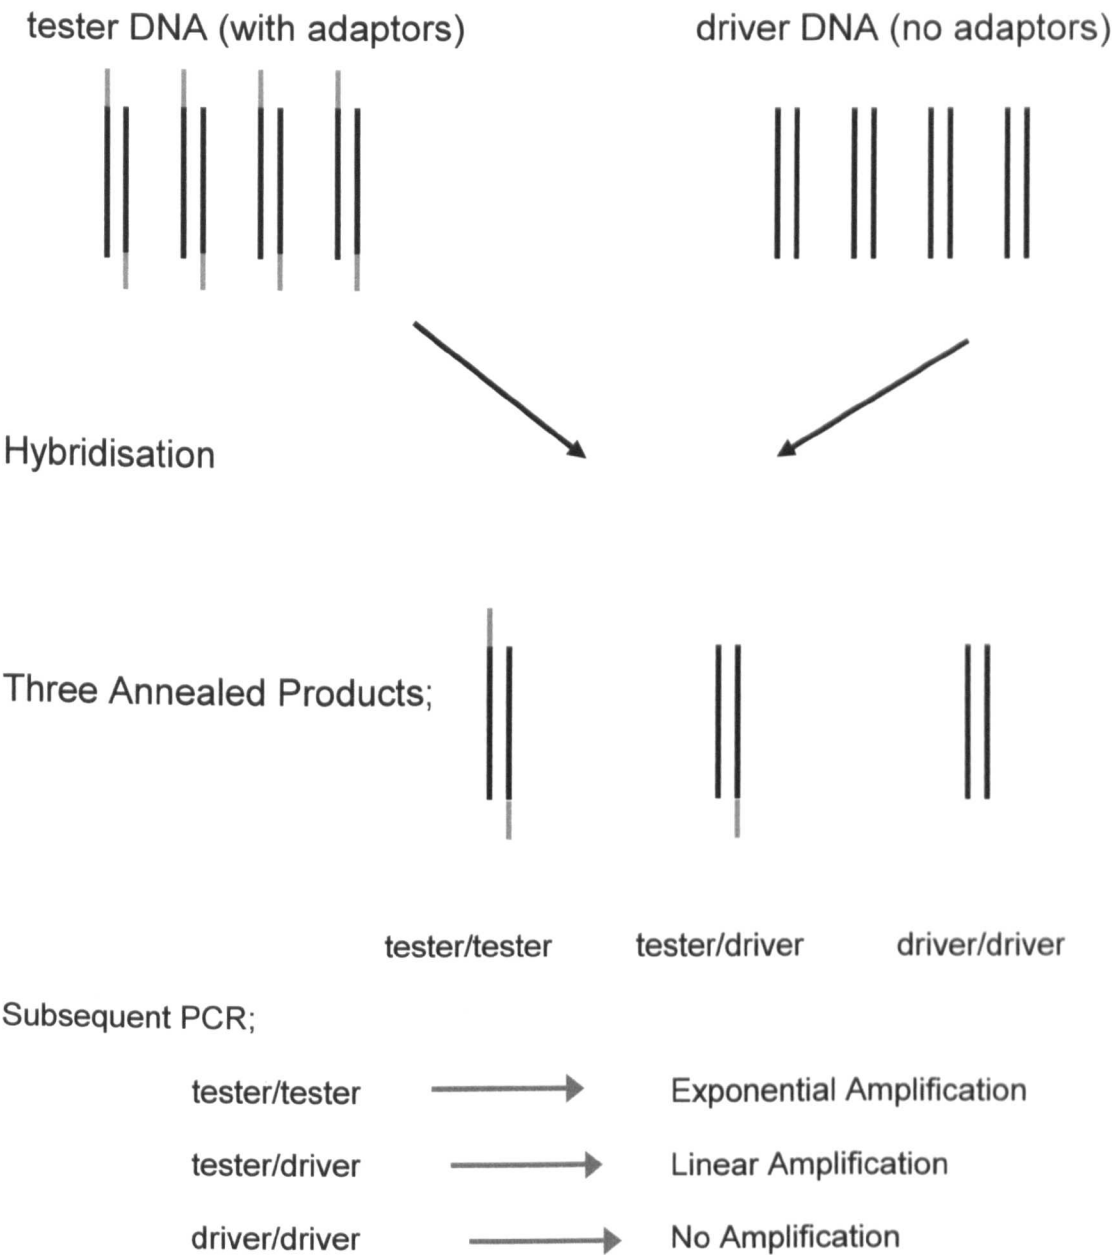 tester DNA (with adaptors)
driver DNA (no adaptors)
Hybridisation
Three Annealed Products;
tester/tester
tester/driver
driver/driver
Subsequent PCR;
tester/tester
Exponential Amplification
tester/driver
Linear Amplification
driver/driver
No Amplification